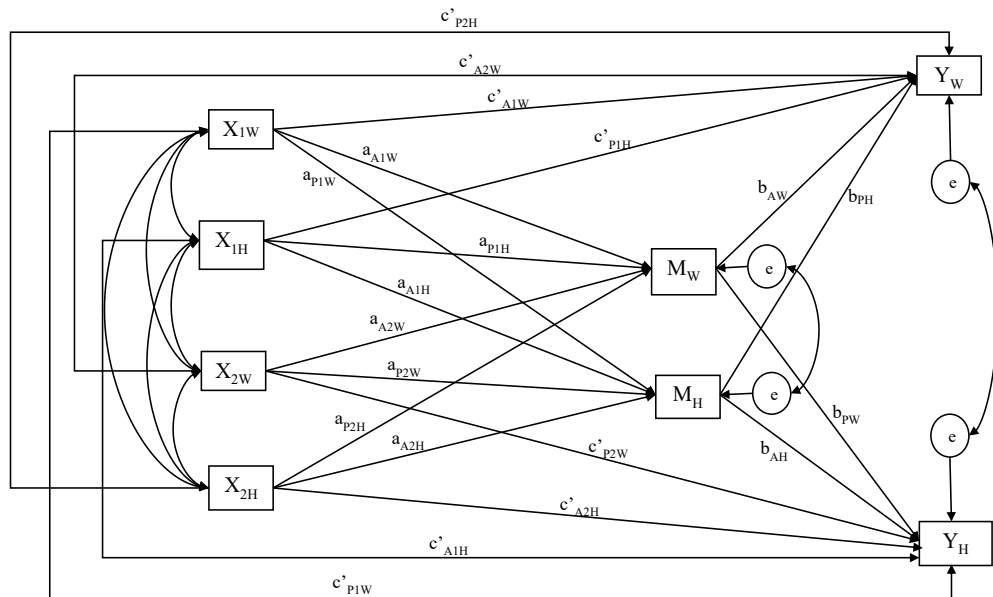 c’P2H
c’A2W
YW
c’A1W
X1W
c’P1H
aA1W
aP1W
e
bAW
bPH
X1H
aP1H
MW
e
aA1H
aA2W
X2W
aP2W
MH
e
aP2H
bPW
aA2H
c’P2W
bAH
e
X2H
c’A2H
YH
c’A1H
c’P1W